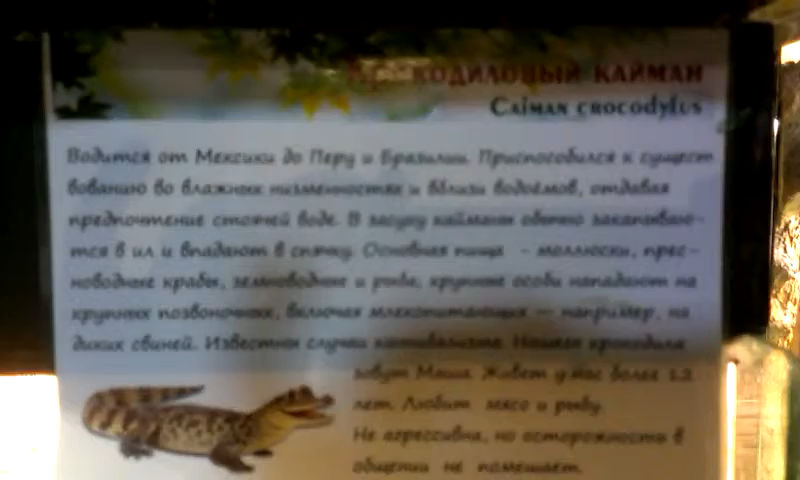 КРОКОДИЛОВЫЙ КАЙМАН
Caiman crocodylus
Водится от Мексики до Перу и Бразилии. Приспособился к сущест
вованию во влажных низменностях и вблизи водоёмов, отдавая
предпочтение стоячей воде. В засуху кайманы обычно закапываю-
тся в ил и впадают в спячку. Основная пища - моллюски, прес-
новодные крабы, земноводные и рыба, крупные особи нападают на
крупных позвоночных, включая млекопитающих — например, на
диких свиней. Известны случаи каннибализма. Нашего крокодила
зовут Маша. Живет у нас более 12
лет. Любит мясо и рыбу.
Не агрессивна, но осторожность в
общении не помешает.